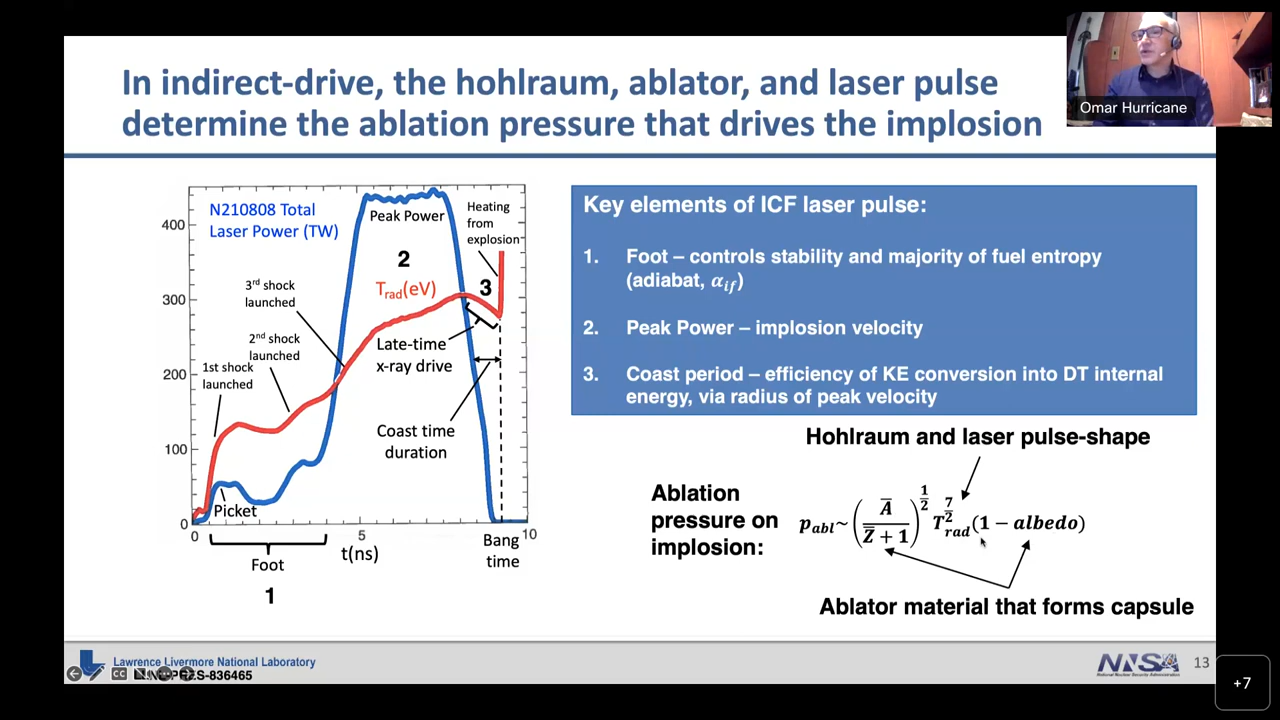 Omar Hurricane
In indirect-drive, the hohlraum, ablator, and laser pulse
determine the ablation pressure that drives the implosion
N210808 Total
Laser Power (TW)
Peak Power
Heating
from
explosion
2
3
T_rad(eV)
3rd shock
launched
2nd shock
launched
1st shock
launched
Late-time
x-ray drive
Coast time
duration
Picket
400
300
200
100
0
0
5
10
t(ns)
Foot
1
Bang
time
Key elements of ICF laser pulse:
1. Foot – controls stability and majority of fuel entropy
(adiabat, α_if)
2. Peak Power – implosion velocity
3. Coast period – efficiency of KE conversion into DT internal
energy, via radius of peak velocity
Hohlraum and laser pulse-shape
Ablation
pressure on
implosion:
p_abl~(A̅/(Z̅ + 1))^(1/2) T_rad^(7/2)(1 − albedo)
Ablator material that forms capsule
Lawrence Livermore National Laboratory
836465
NNSA
National Nuclear Security Administration
13
+7